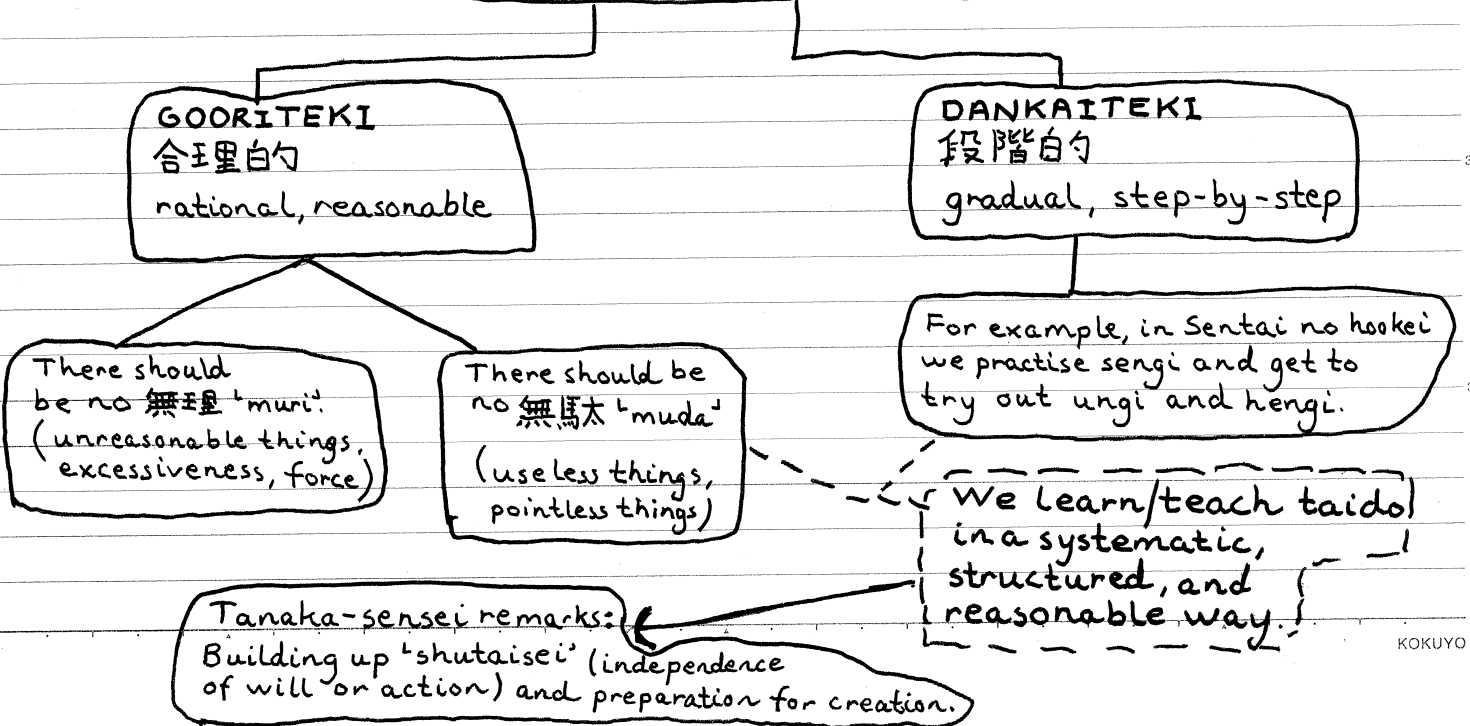 GOORITEKI
合理的
rational, reasonable
DANKAITEKI
段階的
gradual, step-by-step
There should
be no 無理 「muri」.
(unreasonable things,
excessiveness, force)
There should be
no 無駄 「muda」
(useless things,
pointless things)
For example, in Sentai no hookei
we practise sengi and get to
try out ungi and hengi.
We learn/teach taido
in a systematic,
structured, and
reasonable way.
Tanaka-sensei remarks:
Building up 「shutaisei」 (independence
of will or action) and preparation for creation.
KOKUYO